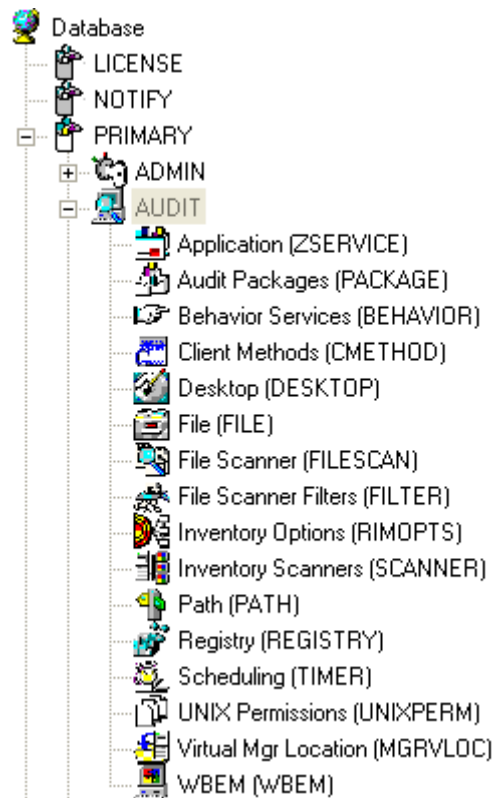 Database
LICENSE
NOTIFY
PRIMARY
ADMIN
AUDIT
Application (ZSERVICE)
Audit Packages (PACKAGE)
Behavior Services (BEHAVIOR)
Client Methods (CMETHOD)
Desktop (DESKTOP)
File (FILE)
File Scanner (FILESCAN)
File Scanner Filters (FILTER)
Inventory Options (RIMOPTS)
Inventory Scanners (SCANNER)
Path (PATH)
Registry (REGISTRY)
Scheduling (TIMER)
UNIX Permissions (UNIXPERM)
Virtual Mgr Location (MGRVLOC)
WBEM (WBEM)